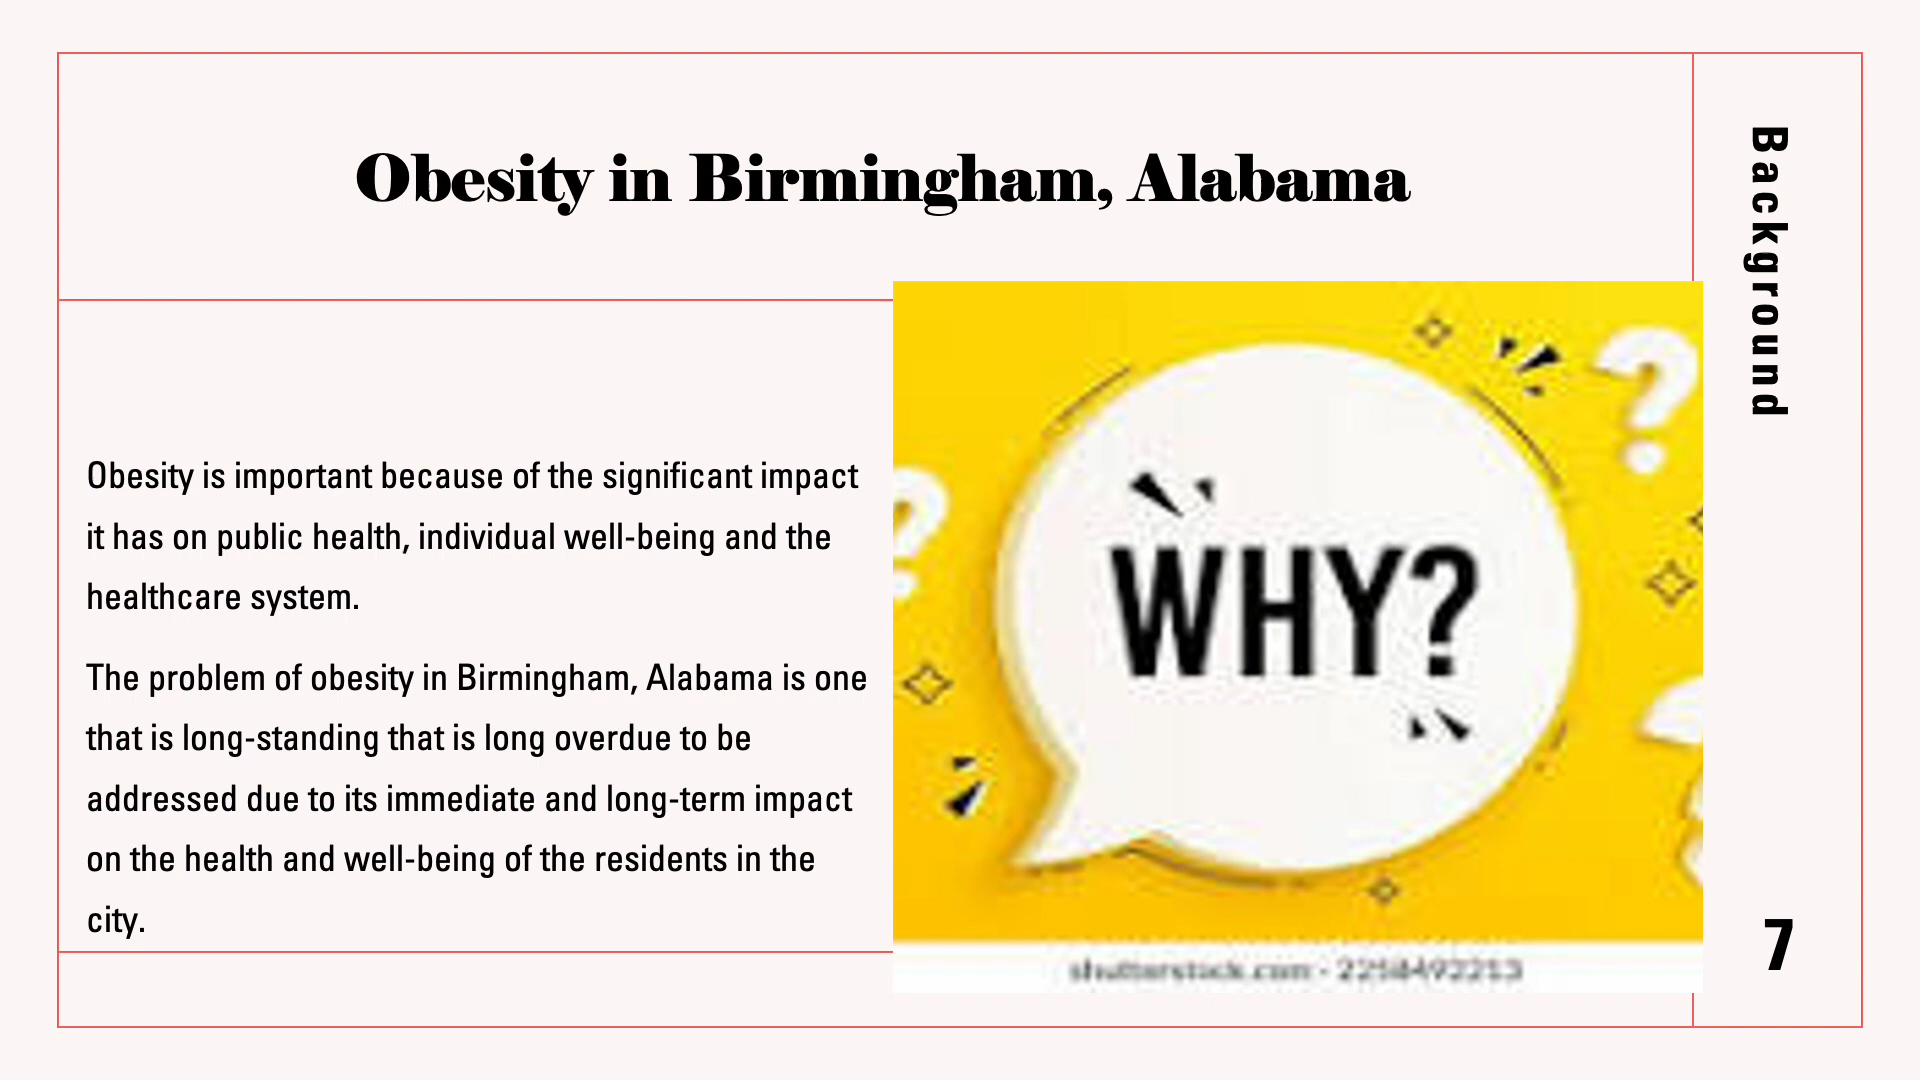 Obesity in Birmingham, Alabama
Background
Obesity is important because of the significant impact
it has on public health, individual well-being and the
healthcare system.
The problem of obesity in Birmingham, Alabama is one
that is long-standing that is long overdue to be
addressed due to its immediate and long-term impact
on the health and well-being of the residents in the
city.
WHY?
shutterstock.com · 2258492213
7